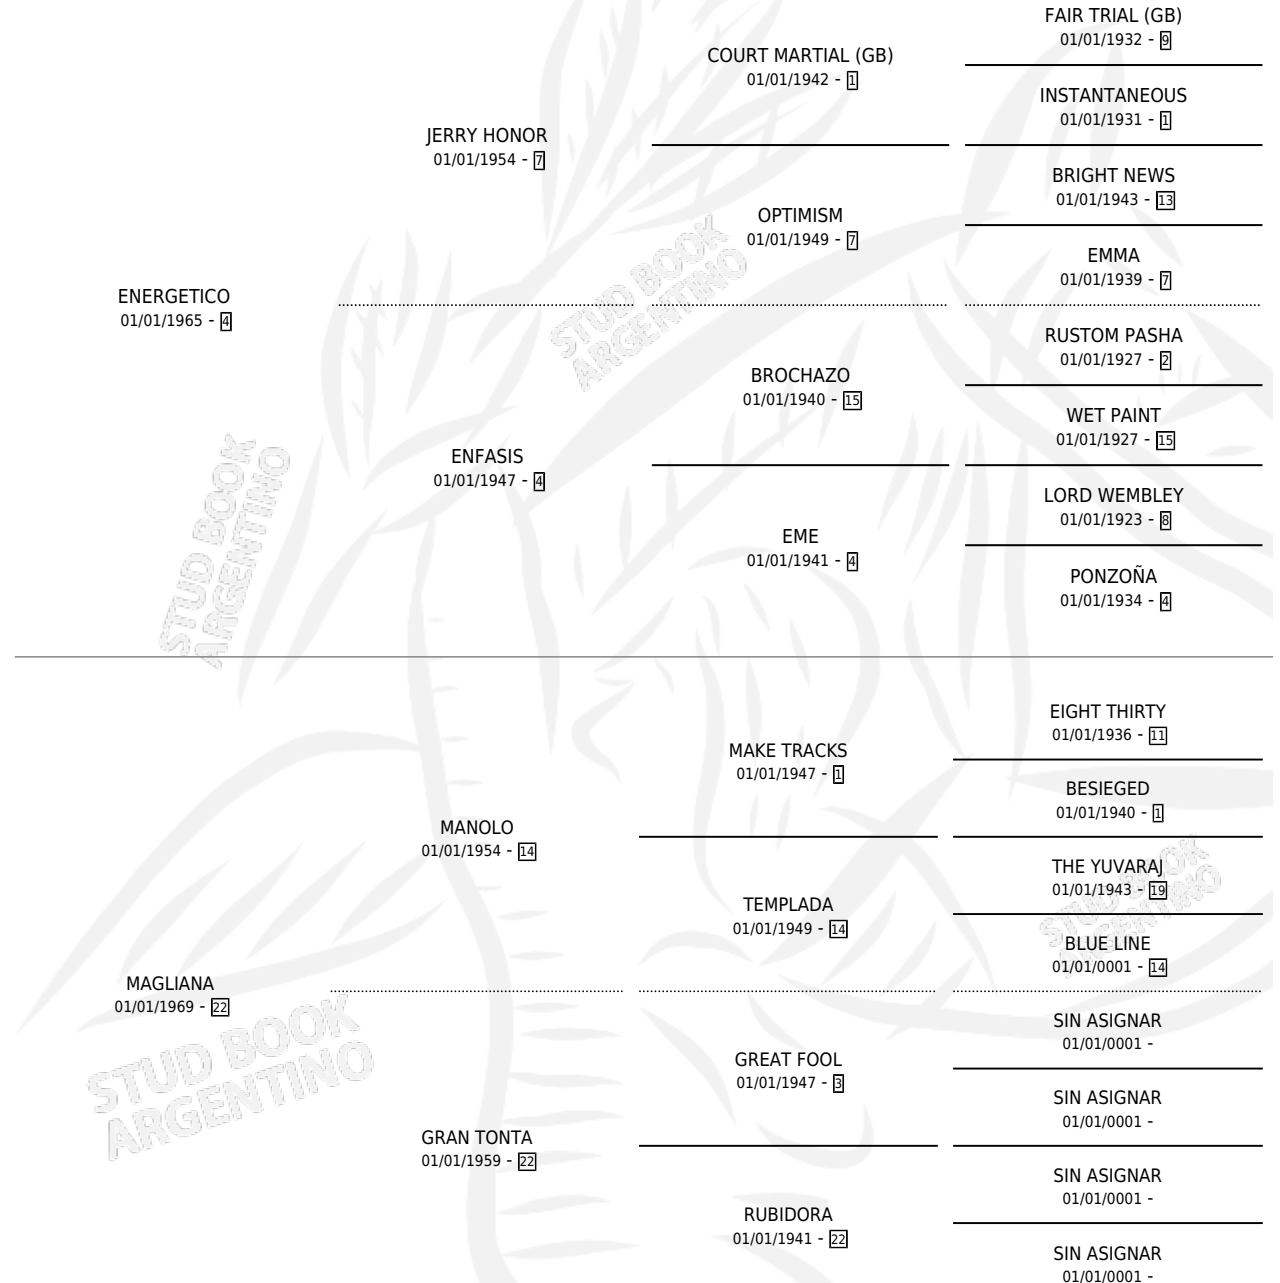 FAIR TRIAL (GB)
01/01/1932 - 9
COURT MARTIAL (GB)
01/01/1942 - 1
INSTANTANEOUS
01/01/1931 - 1
JERRY HONOR
01/01/1954 - 7
BRIGHT NEWS
01/01/1943 - 13
OPTIMISM
01/01/1949 - 7
EMMA
01/01/1939 - 7
ENERGETICO
01/01/1965 - 4
RUSTOM PASHA
01/01/1927 - 2
BROCHAZO
01/01/1940 - 15
WET PAINT
01/01/1927 - 15
ENFASIS
01/01/1947 - 4
LORD WEMBLEY
01/01/1923 - 8
EME
01/01/1941 - 4
PONZOÑA
01/01/1934 - 4
EIGHT THIRTY
01/01/1936 - 11
MAKE TRACKS
01/01/1947 - 1
BESIEGED
01/01/1940 - 1
MANOLO
01/01/1954 - 14
THE YUVARAJ
01/01/1943 - 19
TEMPLADA
01/01/1949 - 14
BLUE LINE
01/01/0001 - 14
MAGLIANA
01/01/1969 - 22
SIN ASIGNAR
01/01/0001 -
GREAT FOOL
01/01/1947 - 3
SIN ASIGNAR
01/01/0001 -
GRAN TONTA
01/01/1959 - 22
SIN ASIGNAR
01/01/0001 -
RUBIDORA
01/01/1941 - 22
SIN ASIGNAR
01/01/0001 -
STUD BOOK
ARGENTINO
STUD BOOK
ARGENTINO
STUD BOOK
ARGENTINO
STUD BOOK
ARGENTINO